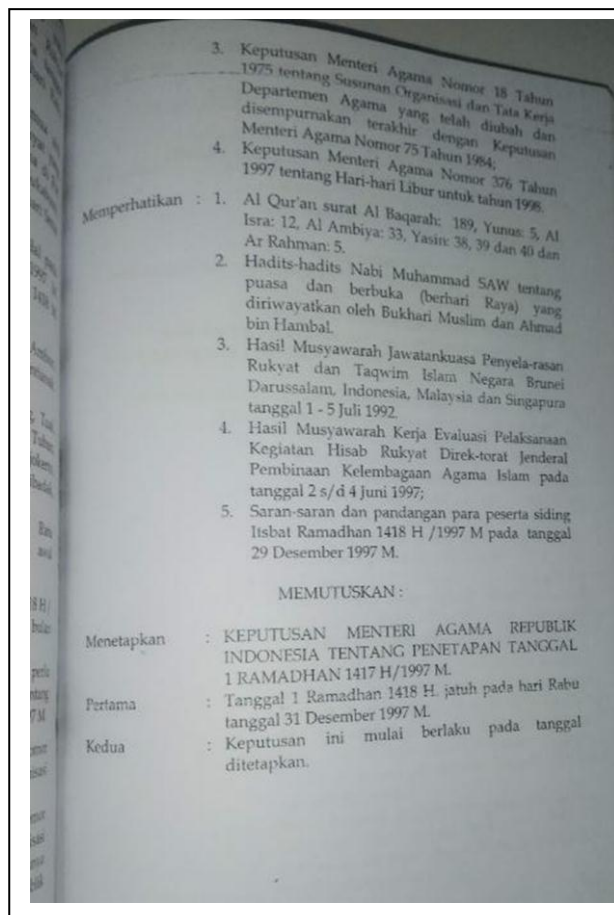 3. Keputusan Menteri Agama Nomor 18 Tahun
1975 tentang Susunan Organisasi dan Tata Kerja
Departemen Agama yang telah diubah dan
disempurnakan terakhir dengan Keputusan
Menteri Agama Nomor 75 Tahun 1984;
4. Keputusan Menteri Agama Nomor 376 Tahun
1997 tentang Hari-hari Libur untuk tahun 1998.
Memperhatikan : 1. Al Qur'an surat Al Baqarah: 189, Yunus: 5, Al
Isra: 12, Al Ambiya: 33, Yasin: 38, 39 dan 40 dan
Ar Rahman: 5.
2. Hadits-hadits Nabi Muhammad SAW tentang
puasa dan berbuka (berhari Raya) yang
diriwayatkan oleh Bukhari Muslim dan Ahmad
bin Hambal.
3. Hasil Musyawarah Jawatankuasa Penyela-rasan
Rukyat dan Taqwim Islam Negara Brunei
Darussalam, Indonesia, Malaysia dan Singapura
tanggal 1 - 5 Juli 1992.
4. Hasil Musyawarah Kerja Evaluasi Pelaksanaan
Kegiatan Hisab Rukyat Direk-torat Jenderal
Pembinaan Kelembagaan Agama Islam pada
tanggal 2 s/d 4 Juni 1997;
5. Saran-saran dan pandangan para peserta siding
Itsbat Ramadhan 1418 H /1997 M pada tanggal
29 Desember 1997 M.
MEMUTUSKAN :
Menetapkan : KEPUTUSAN MENTERI AGAMA REPUBLIK
INDONESIA TENTANG PENETAPAN TANGGAL
1 RAMADHAN 1417 H/1997 M.
Pertama : Tanggal 1 Ramadhan 1418 H. jatuh pada hari Rabu
tanggal 31 Desember 1997 M.
Kedua : Keputusan ini mulai berlaku pada tanggal
ditetapkan.